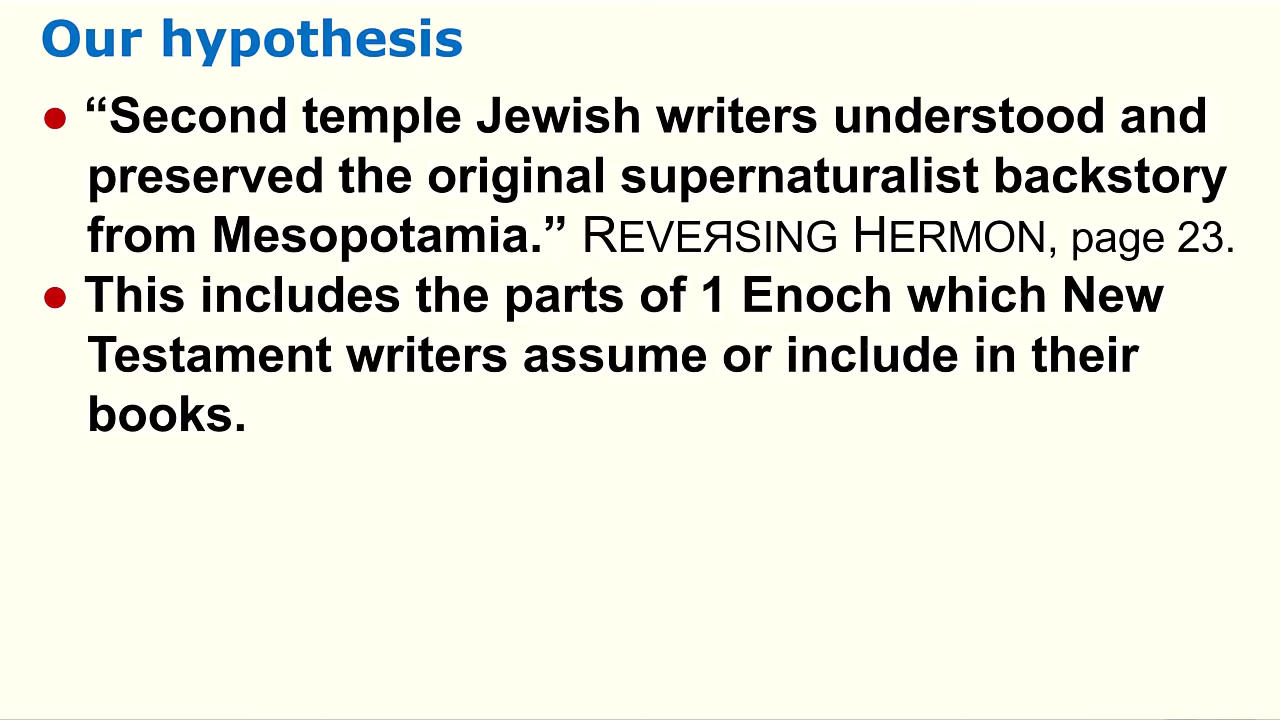 Our hypothesis
● “Second temple Jewish writers understood and
preserved the original supernaturalist backstory
from Mesopotamia.” REVEЯSING HERMON, page 23.
● This includes the parts of 1 Enoch which New
Testament writers assume or include in their
books.